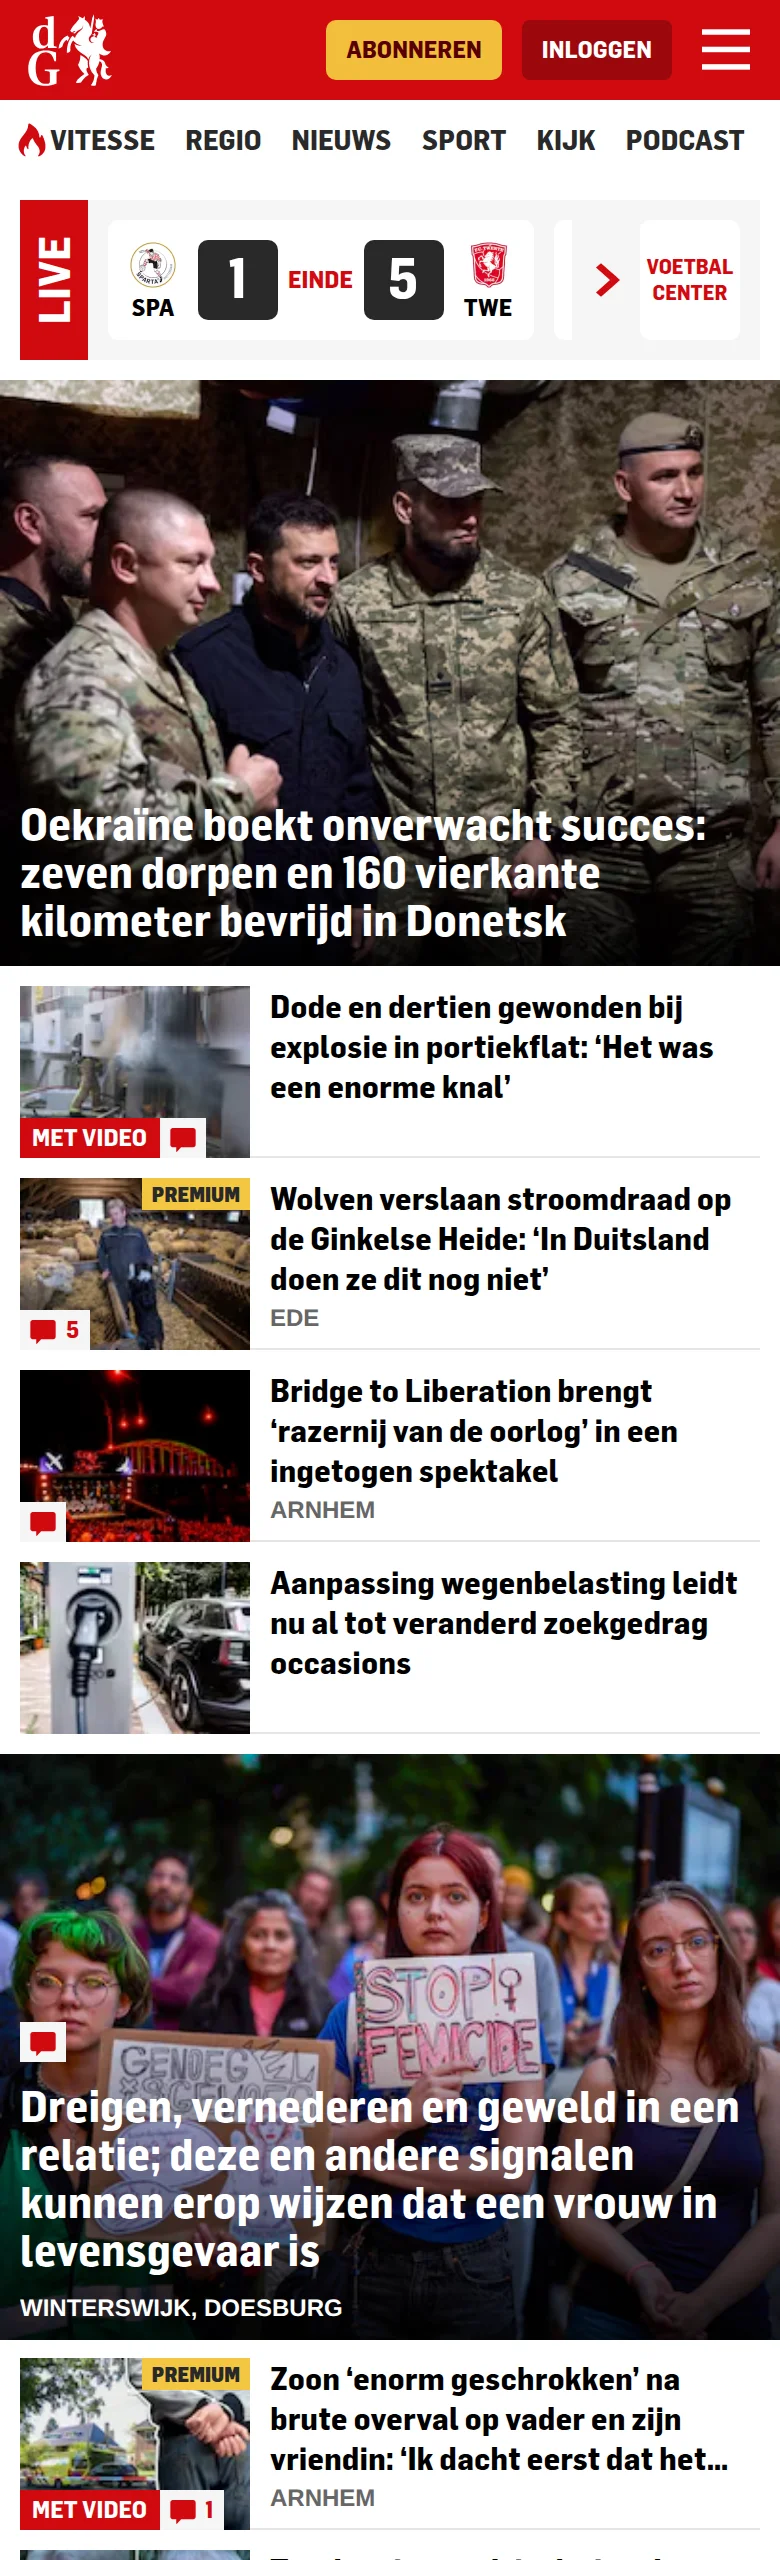 dG
ABONNEREN
INLOGGEN
VITESSE REGIO NIEUWS SPORT KIJK PODCAST
LIVE
SPARTA
SPA
1
EINDE
5
F.C. TWENTE
TWE
VOETBAL
CENTER
Oekraïne boekt onverwacht succes:
zeven dorpen en 160 vierkante
kilometer bevrijd in Donetsk
MET VIDEO
Dode en dertien gewonden bij
explosie in portiekflat: ‘Het was
een enorme knal’
PREMIUM
5
Wolven verslaan stroomdraad op
de Ginkelse Heide: ‘In Duitsland
doen ze dit nog niet’
EDE
Bridge to Liberation brengt
‘razernij van de oorlog’ in een
ingetogen spektakel
ARNHEM
Aanpassing wegenbelasting leidt
nu al tot veranderd zoekgedrag
occasions
STOP
FEMICIDE
GENOEG
Dreigen, vernederen en geweld in een
relatie; deze en andere signalen
kunnen erop wijzen dat een vrouw in
levensgevaar is
WINTERSWIJK, DOESBURG
PREMIUM
MET VIDEO
1
Zoon ‘enorm geschrokken’ na
brute overval op vader en zijn
vriendin: ‘Ik dacht eerst dat het...
ARNHEM